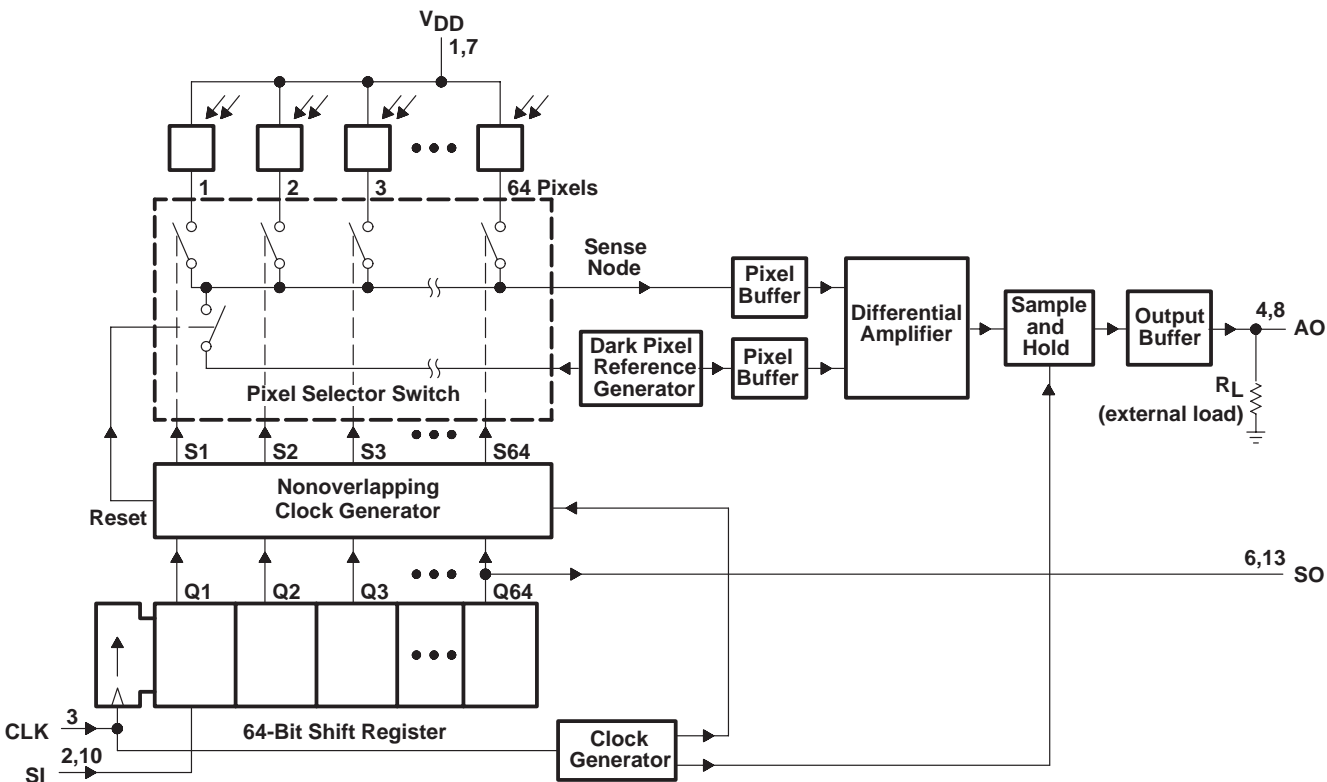 VDD
1,7
1
2
3
64 Pixels
Sense
Node
Pixel
Buffer
Differential
Amplifier
Sample
and
Hold
Output
Buffer
4,8
AO
Dark Pixel
Reference
Generator
Pixel
Buffer
RL
(external load)
Pixel Selector Switch
S1
S2
S3
S64
Nonoverlapping
Clock Generator
Reset
6,13
SO
Q1
Q2
Q3
Q64
CLK
3
64-Bit Shift Register
Clock
Generator
2,10
SI